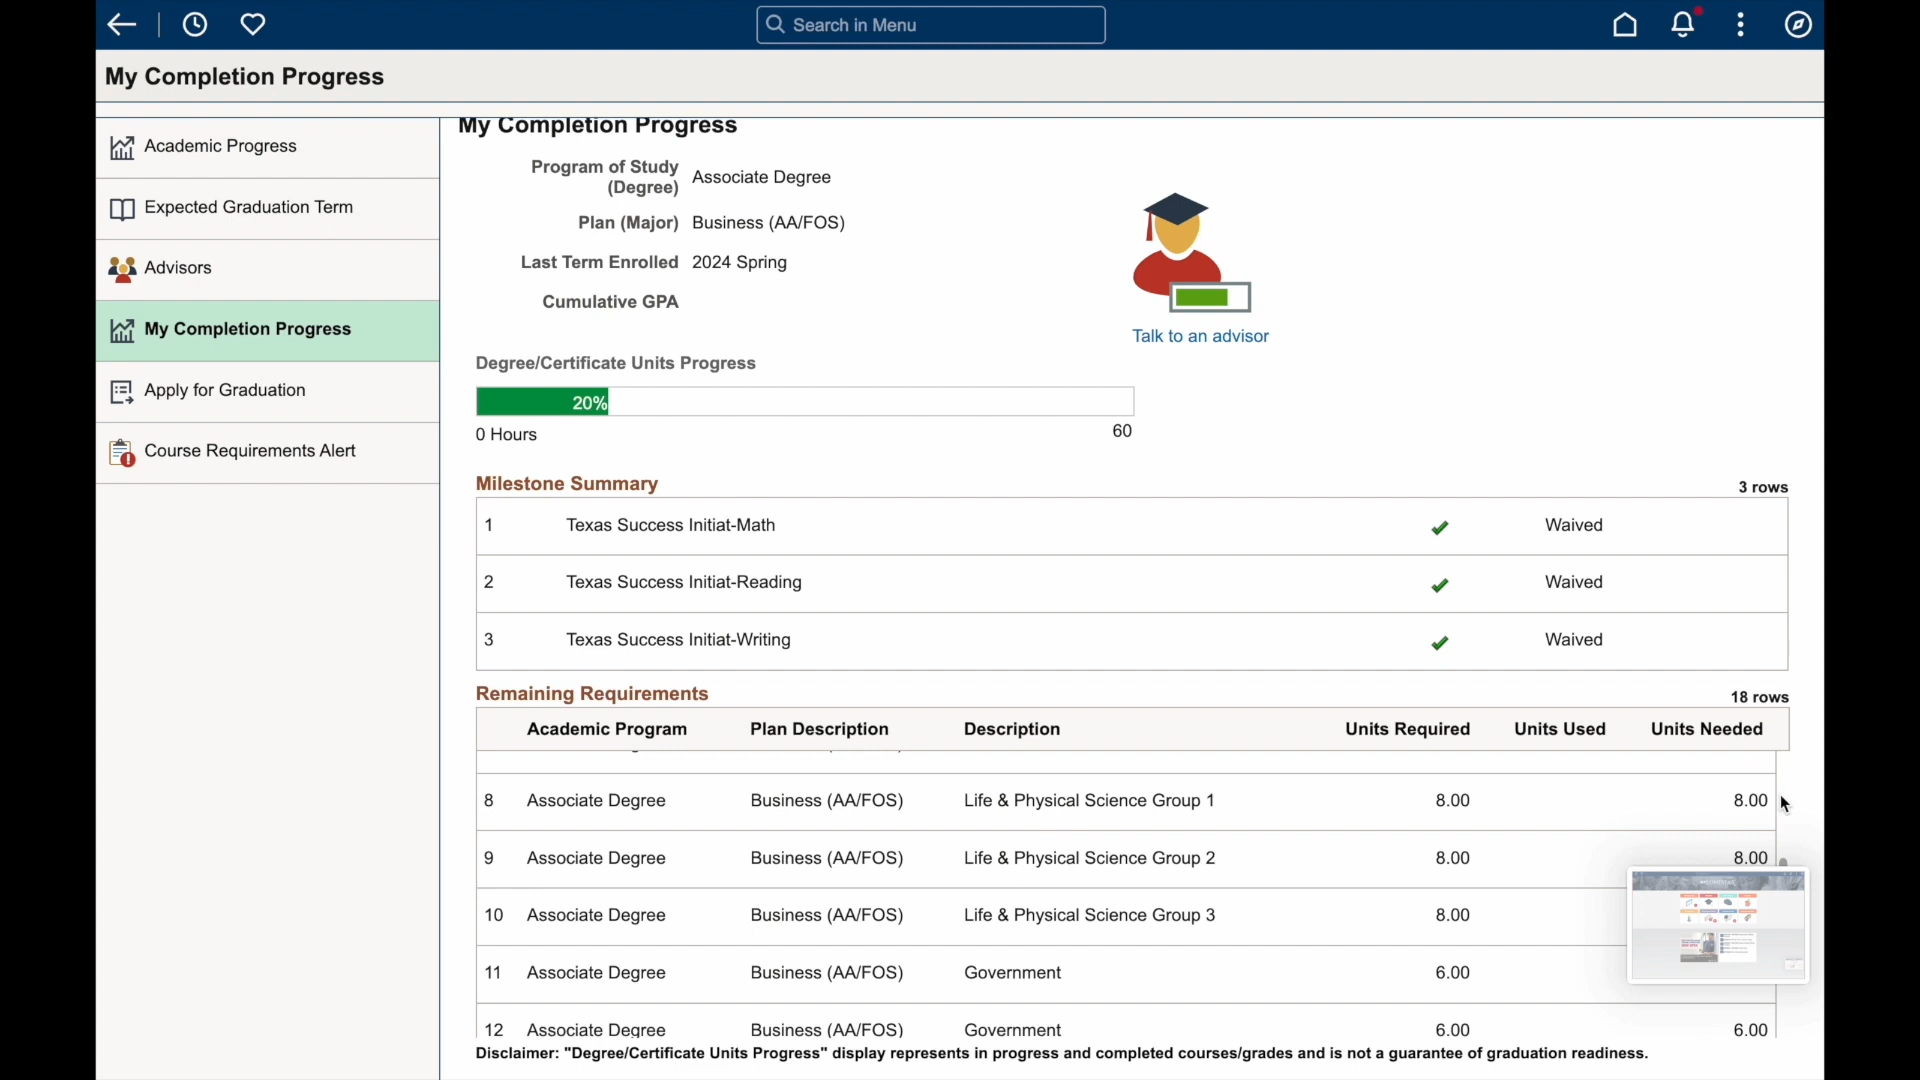 Search in Menu
My Completion Progress
Academic Progress
Expected Graduation Term
Advisors
My Completion Progress
Apply for Graduation
Course Requirements Alert
My Completion Progress
Program of Study (Degree) Associate Degree
Plan (Major) Business (AA/FOS)
Last Term Enrolled 2024 Spring
Cumulative GPA
Talk to an advisor
Degree/Certificate Units Progress
20%
0 Hours 60
Milestone Summary 3 rows
1 Texas Success Initiat-Math Waived
2 Texas Success Initiat-Reading Waived
3 Texas Success Initiat-Writing Waived
Remaining Requirements 18 rows
Academic Program Plan Description Description Units Required Units Used Units Needed
8 Associate Degree Business (AA/FOS) Life & Physical Science Group 1 8.00 8.00
9 Associate Degree Business (AA/FOS) Life & Physical Science Group 2 8.00 8.00
10 Associate Degree Business (AA/FOS) Life & Physical Science Group 3 8.00
11 Associate Degree Business (AA/FOS) Government 6.00
12 Associate Degree Business (AA/FOS) Government 6.00 6.00
Disclaimer: "Degree/Certificate Units Progress" display represents in progress and completed courses/grades and is not a guarantee of graduation readiness.